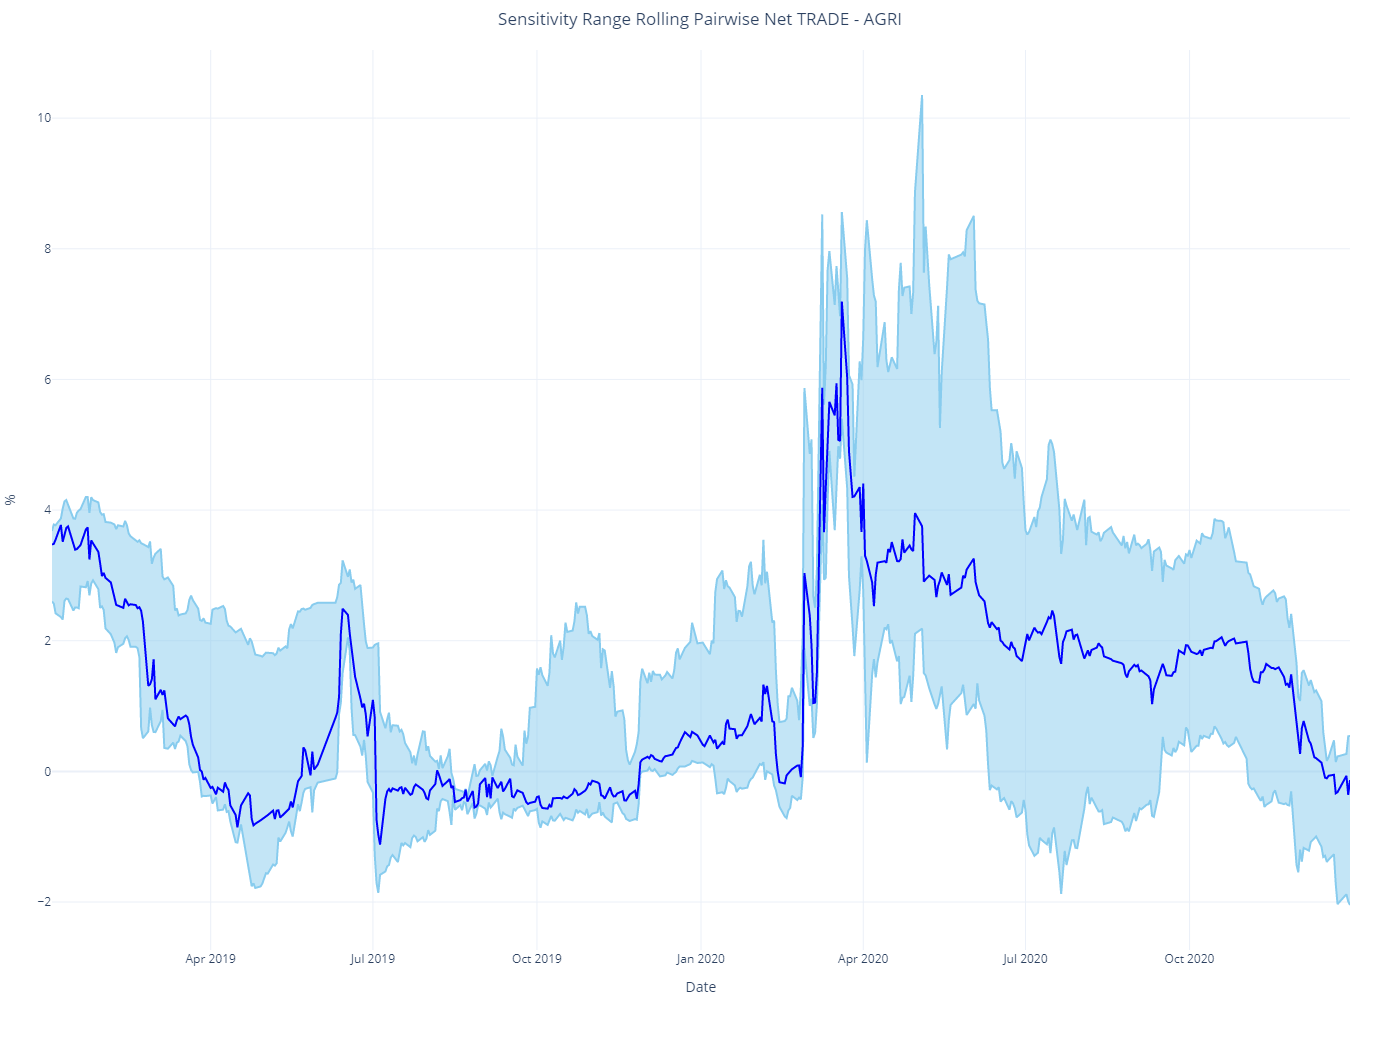 Sensitivity Range Rolling Pairwise Net TRADE - AGRI
10
8
6
4
2
0
−2
%
Apr 2019
Jul 2019
Oct 2019
Jan 2020
Apr 2020
Jul 2020
Oct 2020
Date